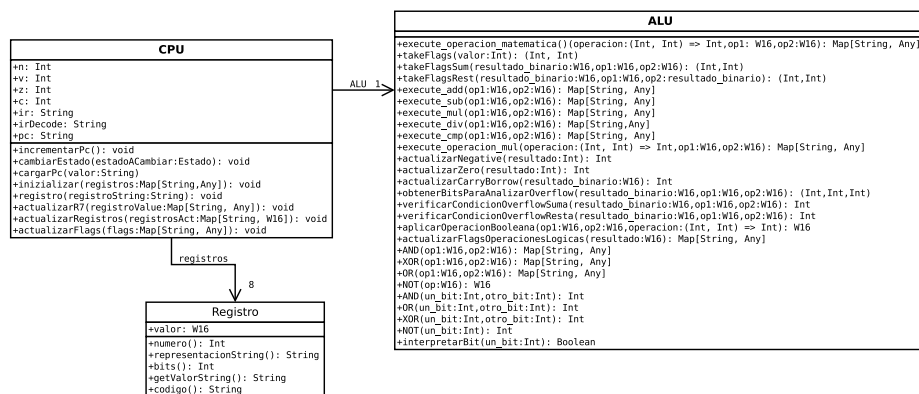 CPU
+n: Int
+v: Int
+z: Int
+c: Int
+ir: String
+irDecode: String
+pc: String
+incrementarPc(): void
+cambiarEstado(estadoACambiar:Estado): void
+cargarPc(valor:String)
+inizializar(registros:Map[String,Any]): void
+registro(registroString:String): void
+actualizarR7(registroValue:Map[String, Any]): void
+actualizarRegistros(registrosAct:Map[String, W16]): void
+actualizarFlags(flags:Map[String, Any]): void
ALU 1
ALU
+execute_operacion_matematica()(operacion:(Int, Int) => Int,op1: W16,op2:W16): Map[String, Any]
+takeFlags(valor:Int): (Int, Int)
+takeFlagsSum(resultado_binario:W16,op1:W16,op2:W16): (Int,Int)
+takeFlagsRest(resultado_binario:W16,op1:W16,op2:resultado_binario): (Int,Int)
+execute_add(op1:W16,op2:W16): Map[String, Any]
+execute_sub(op1:W16,op2:W16): Map[String, Any]
+execute_mul(op1:W16,op2:W16): Map[String, Any]
+execute_div(op1:W16,op2:W16): Map[String,Any]
+execute_cmp(op1:W16,op2:W16): Map[String, Any]
+execute_operacion_mul(operacion:(Int, Int) => Int,op1:W16,op2:W16): Map[String, Any]
+actualizarNegative(resultado:Int): Int
+actualizarZero(resultado:Int): Int
+actualizarCarryBorrow(resultado_binario:W16): Int
+obtenerBitsParaAnalizarOverflow(resultado_binario:W16,op1:W16,op2:W16): (Int,Int,Int)
+verificarCondicionOverflowSuma(resultado_binario:W16,op1:W16,op2:W16): Int
+verificarCondicionOverflowResta(resultado_binario:W16,op1:W16,op2:W16): Int
+aplicarOperacionBooleana(op1:W16,op2:W16,operacion:(Int, Int) => Int): W16
+actualizarFlagsOperacionesLogicas(resultado:W16): Map[String, Any]
+AND(op1:W16,op2:W16): Map[String, Any]
+XOR(op1:W16,op2:W16): Map[String, Any]
+OR(op1:W16,op2:W16): Map[String, Any]
+NOT(op:W16): W16
+AND(un_bit:Int,otro_bit:Int): Int
+OR(un_bit:Int,otro_bit:Int): Int
+XOR(un_bit:Int,otro_bit:Int): Int
+NOT(un_bit:Int): Int
+interpretarBit(un_bit:Int): Boolean
registros
8
Registro
+valor: W16
+numero(): Int
+representacionString(): String
+bits(): Int
+getValorString(): String
+codigo(): String